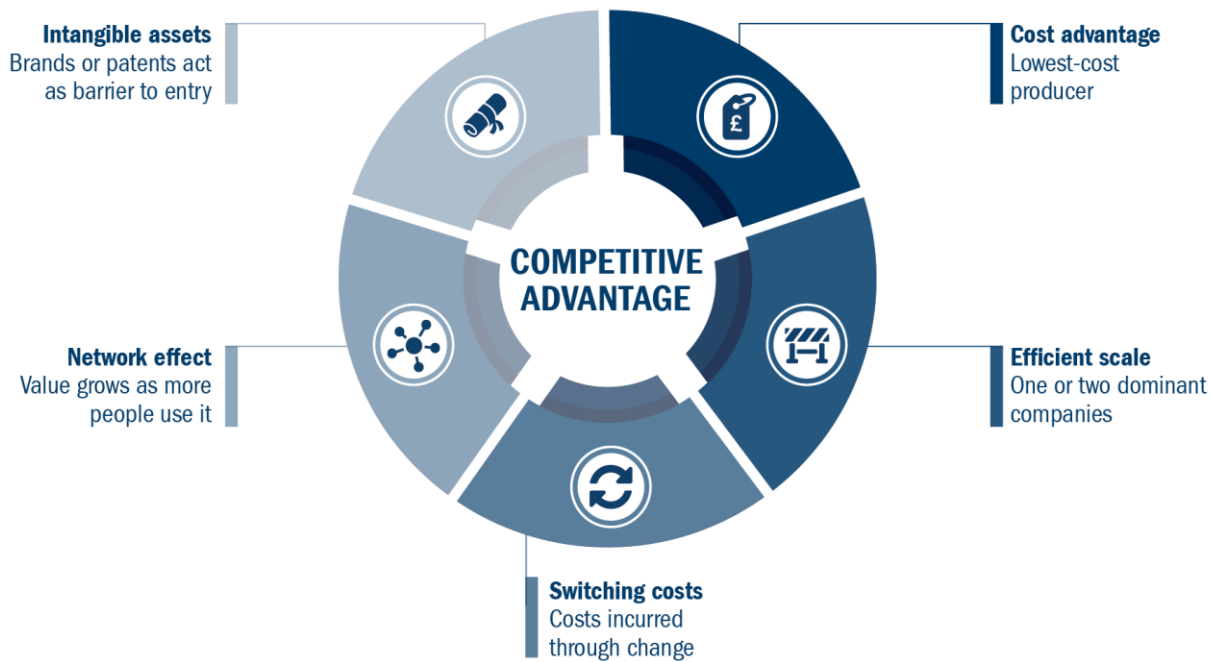 Intangible assets
Brands or patents act
as barrier to entry
Cost advantage
Lowest-cost
producer
£
COMPETITIVE
ADVANTAGE
Network effect
Value grows as more
people use it
Efficient scale
One or two dominant
companies
Switching costs
Costs incurred
through change